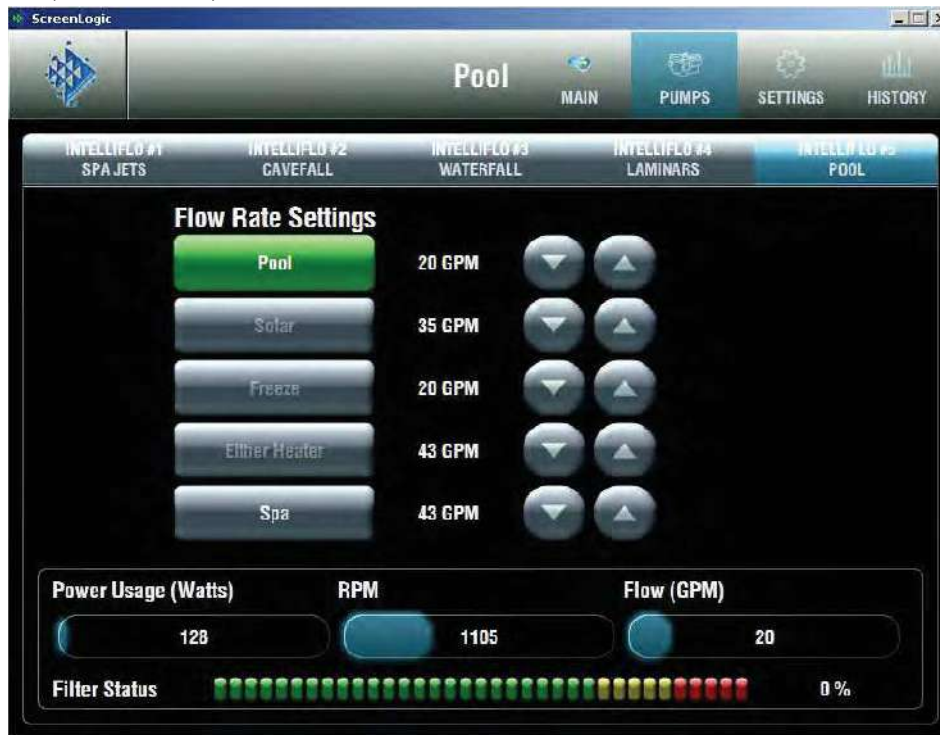 ScreenLogic
Pool
MAIN
PUMPS
SETTINGS
HISTORY
INTELLIFLO #1
SPA JETS
INTELLIFLO #2
CAVEFALL
INTELLIFLO #3
WATERFALL
INTELLIFLO #4
LAMINARS
INTELLIFLO #5
POOL
Flow Rate Settings
Pool 20 GPM
Solar 35 GPM
Freeze 20 GPM
Either Heater 43 GPM
Spa 43 GPM
Power Usage (Watts) RPM Flow (GPM)
128 1105 20
Filter Status 0 %